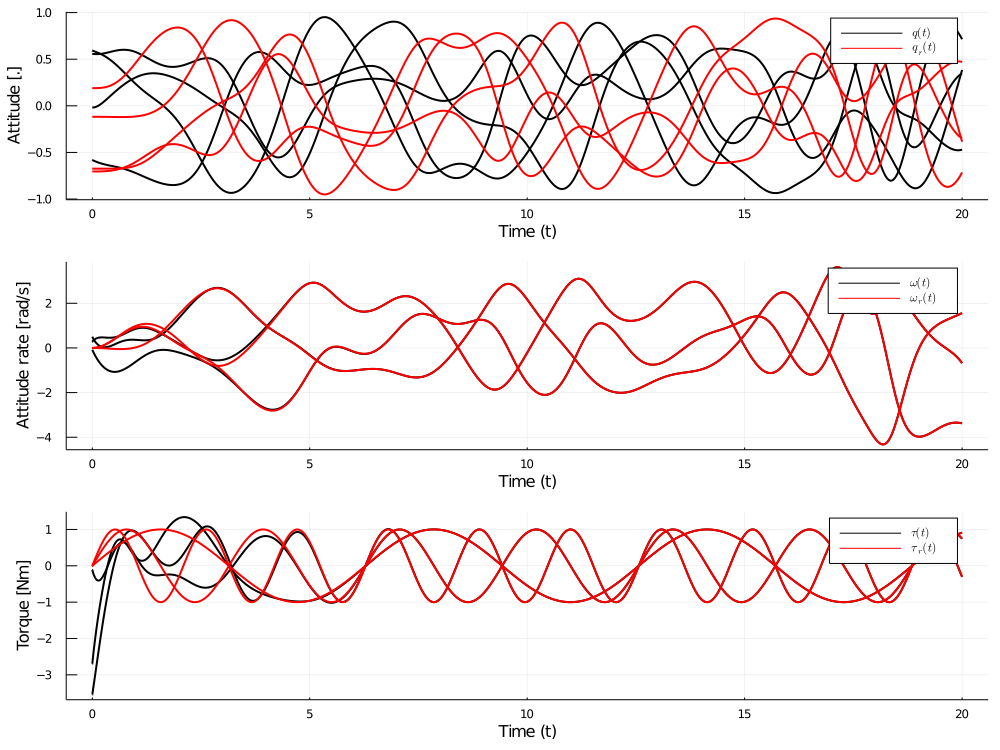 1.0
0.5
0.0
−0.5
−1.0
Attitude [.]
q(t)
q_r(t)
0 5 10 15 20
Time (t)
2
0
−2
−4
Attitude rate [rad/s]
ω(t)
ω_r(t)
0 5 10 15 20
Time (t)
1
0
−1
−2
−3
Torque [Nm]
τ(t)
τ_r(t)
0 5 10 15 20
Time (t)